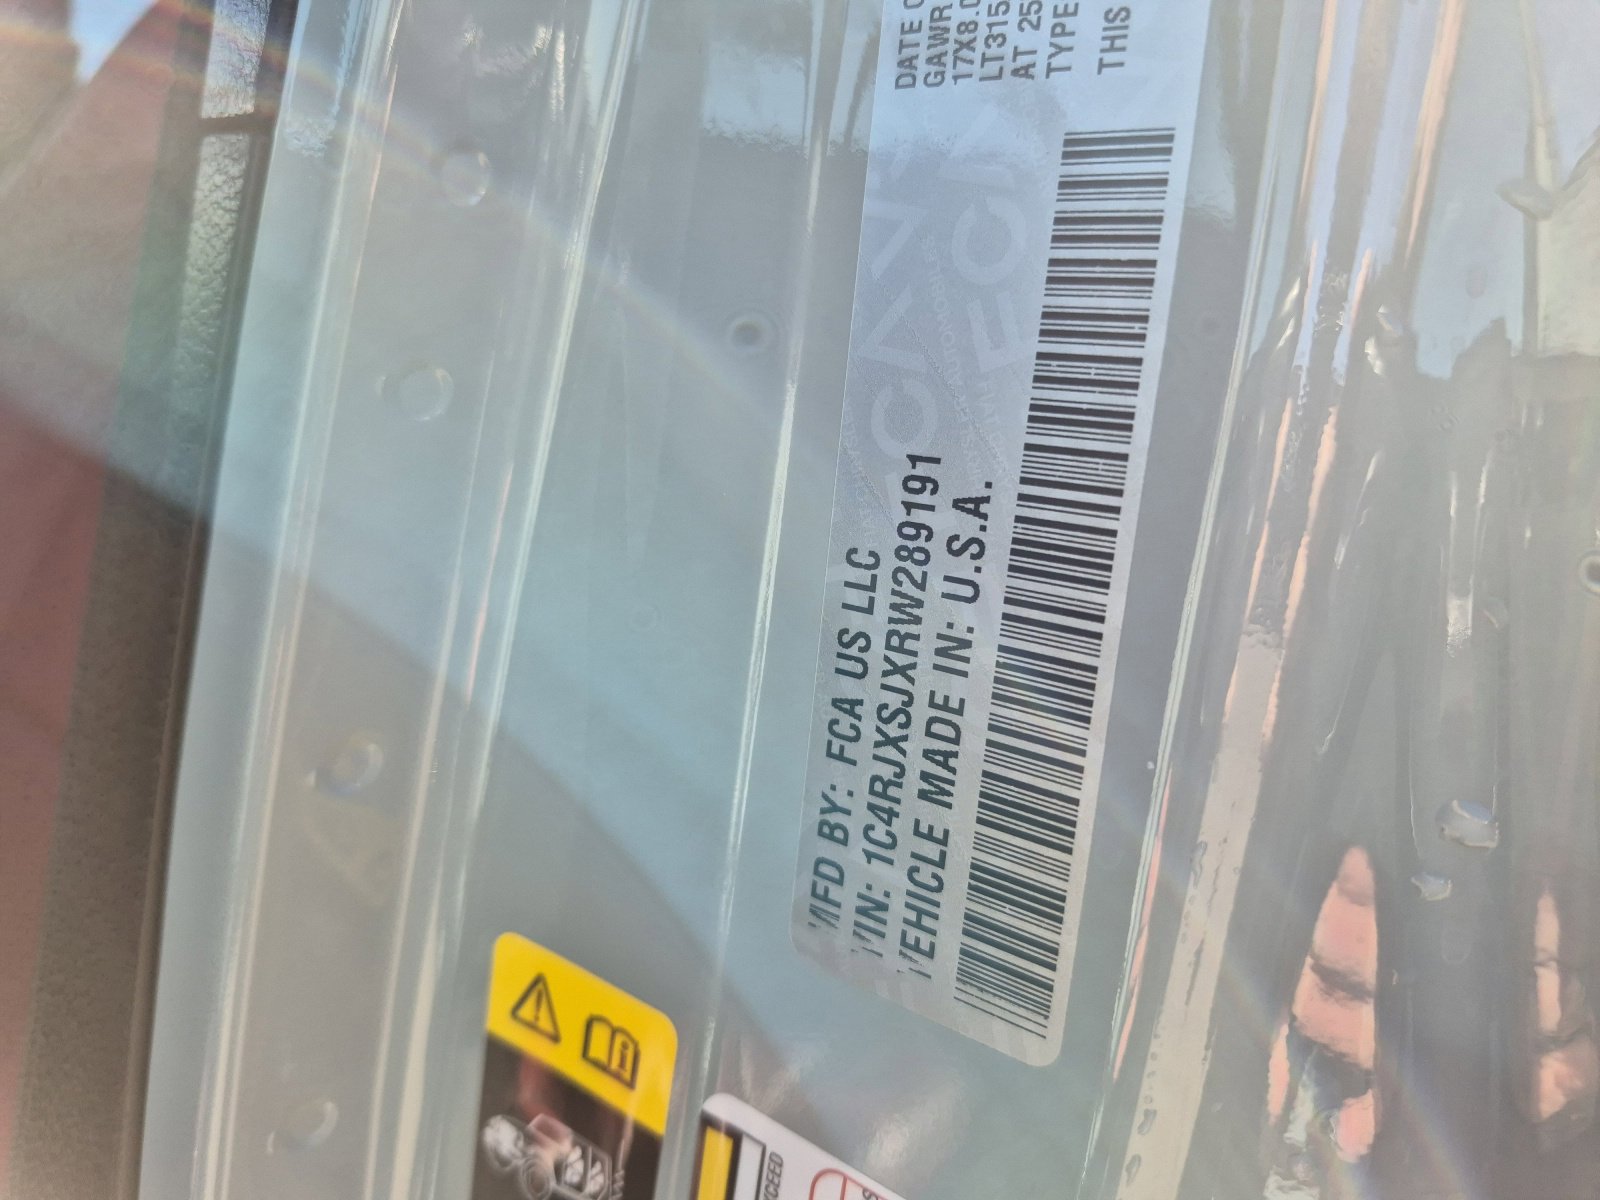 MFD BY: FCA US LLC
VIN: 1C4RJXSJXRW289191
VEHICLE MADE IN: U.S.A.
DATE O
GAWR
17X8.0
LT315
AT 25
TYPE
THIS
XCEED